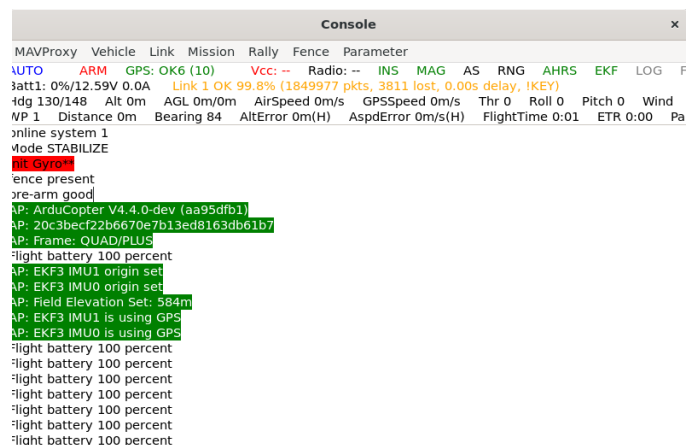 Console ×
MAVProxy Vehicle Link Mission Rally Fence Parameter
AUTO ARM GPS: OK6 (10) Vcc: -- Radio: -- INS MAG AS RNG AHRS EKF LOG F
Batt1: 0%/12.59V 0.0A Link 1 OK 99.8% (1849977 pkts, 3811 lost, 0.00s delay, !KEY)
Hdg 130/148 Alt 0m AGL 0m/0m AirSpeed 0m/s GPSSpeed 0m/s Thr 0 Roll 0 Pitch 0 Wind
WP 1 Distance 0m Bearing 84 AltError 0m(H) AspdError 0m/s(H) FlightTime 0:01 ETR 0:00 Pa
online system 1
Mode STABILIZE
Init Gyro**
fence present
pre-arm good
AP: ArduCopter V4.4.0-dev (aa95dfb1)
AP: 20c3becf22b6670e7b13ed8163db61b7
AP: Frame: QUAD/PLUS
Flight battery 100 percent
AP: EKF3 IMU1 origin set
AP: EKF3 IMU0 origin set
AP: Field Elevation Set: 584m
AP: EKF3 IMU1 is using GPS
AP: EKF3 IMU0 is using GPS
Flight battery 100 percent
Flight battery 100 percent
Flight battery 100 percent
Flight battery 100 percent
Flight battery 100 percent
Flight battery 100 percent
Flight battery 100 percent